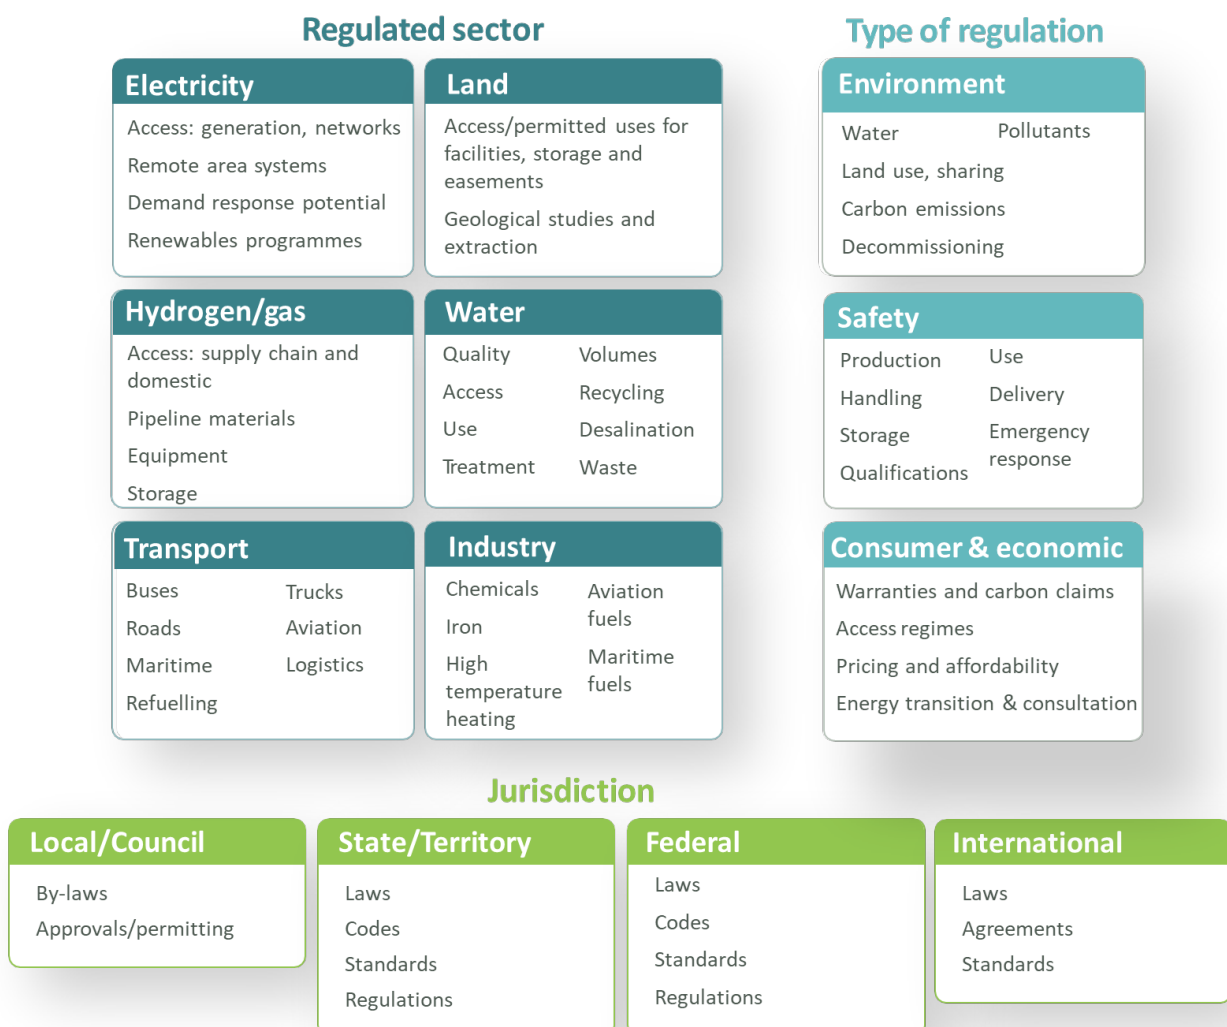 Regulated sector
Type of regulation
Electricity
Access: generation, networks
Remote area systems
Demand response potential
Renewables programmes
Land
Access/permitted uses for
facilities, storage and
easements
Geological studies and
extraction
Environment
Water
Pollutants
Land use, sharing
Carbon emissions
Decommissioning
Hydrogen/gas
Access: supply chain and
domestic
Pipeline materials
Equipment
Storage
Water
Quality
Access
Use
Treatment
Volumes
Recycling
Desalination
Waste
Safety
Production
Handling
Storage
Qualifications
Use
Delivery
Emergency
response
Transport
Buses
Roads
Maritime
Refuelling
Trucks
Aviation
Logistics
Industry
Chemicals
Iron
High
temperature
heating
Aviation
fuels
Maritime
fuels
Consumer & economic
Warranties and carbon claims
Access regimes
Pricing and affordability
Energy transition & consultation
Jurisdiction
Local/Council
By-laws
Approvals/permitting
State/Territory
Laws
Codes
Standards
Regulations
Federal
Laws
Codes
Standards
Regulations
International
Laws
Agreements
Standards